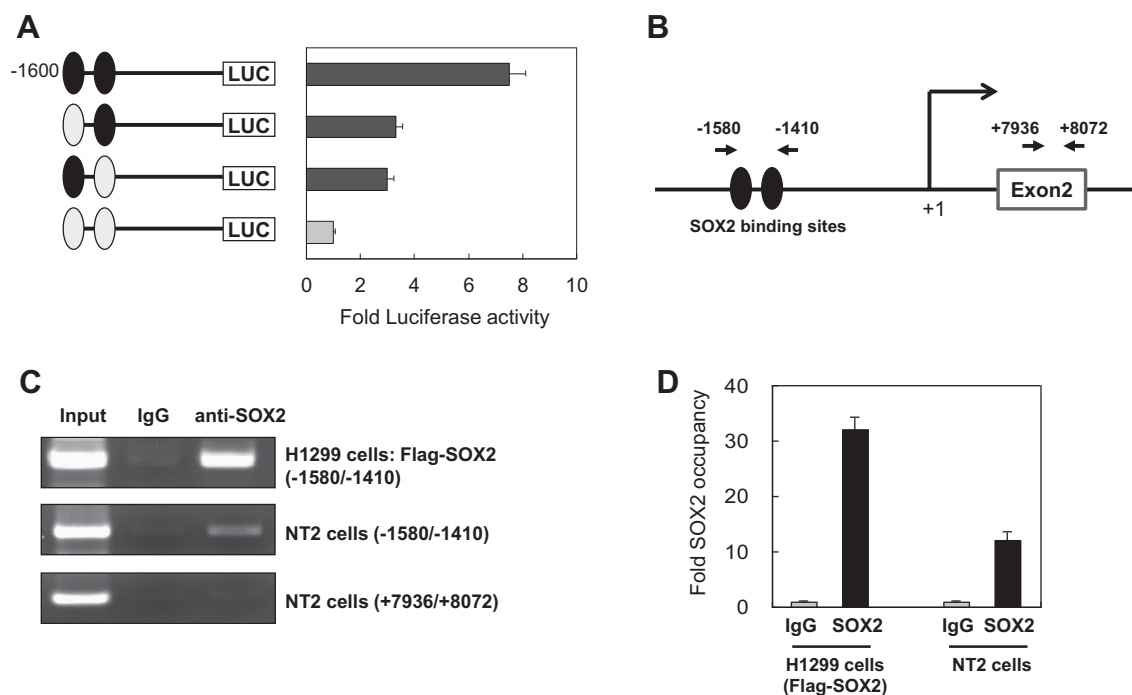 A
-1600
LUC
LUC
LUC
LUC
0 2 4 6 8 10
Fold Luciferase activity
B
-1580
-1410
+7936
+8072
Exon2
+1
SOX2 binding sites
C
Input IgG anti-SOX2
H1299 cells: Flag-SOX2
(-1580/-1410)
NT2 cells (-1580/-1410)
NT2 cells (+7936/+8072)
D
Fold SOX2 occupancy
40
30
20
10
0
IgG SOX2 IgG SOX2
H1299 cells
(Flag-SOX2)
NT2 cells